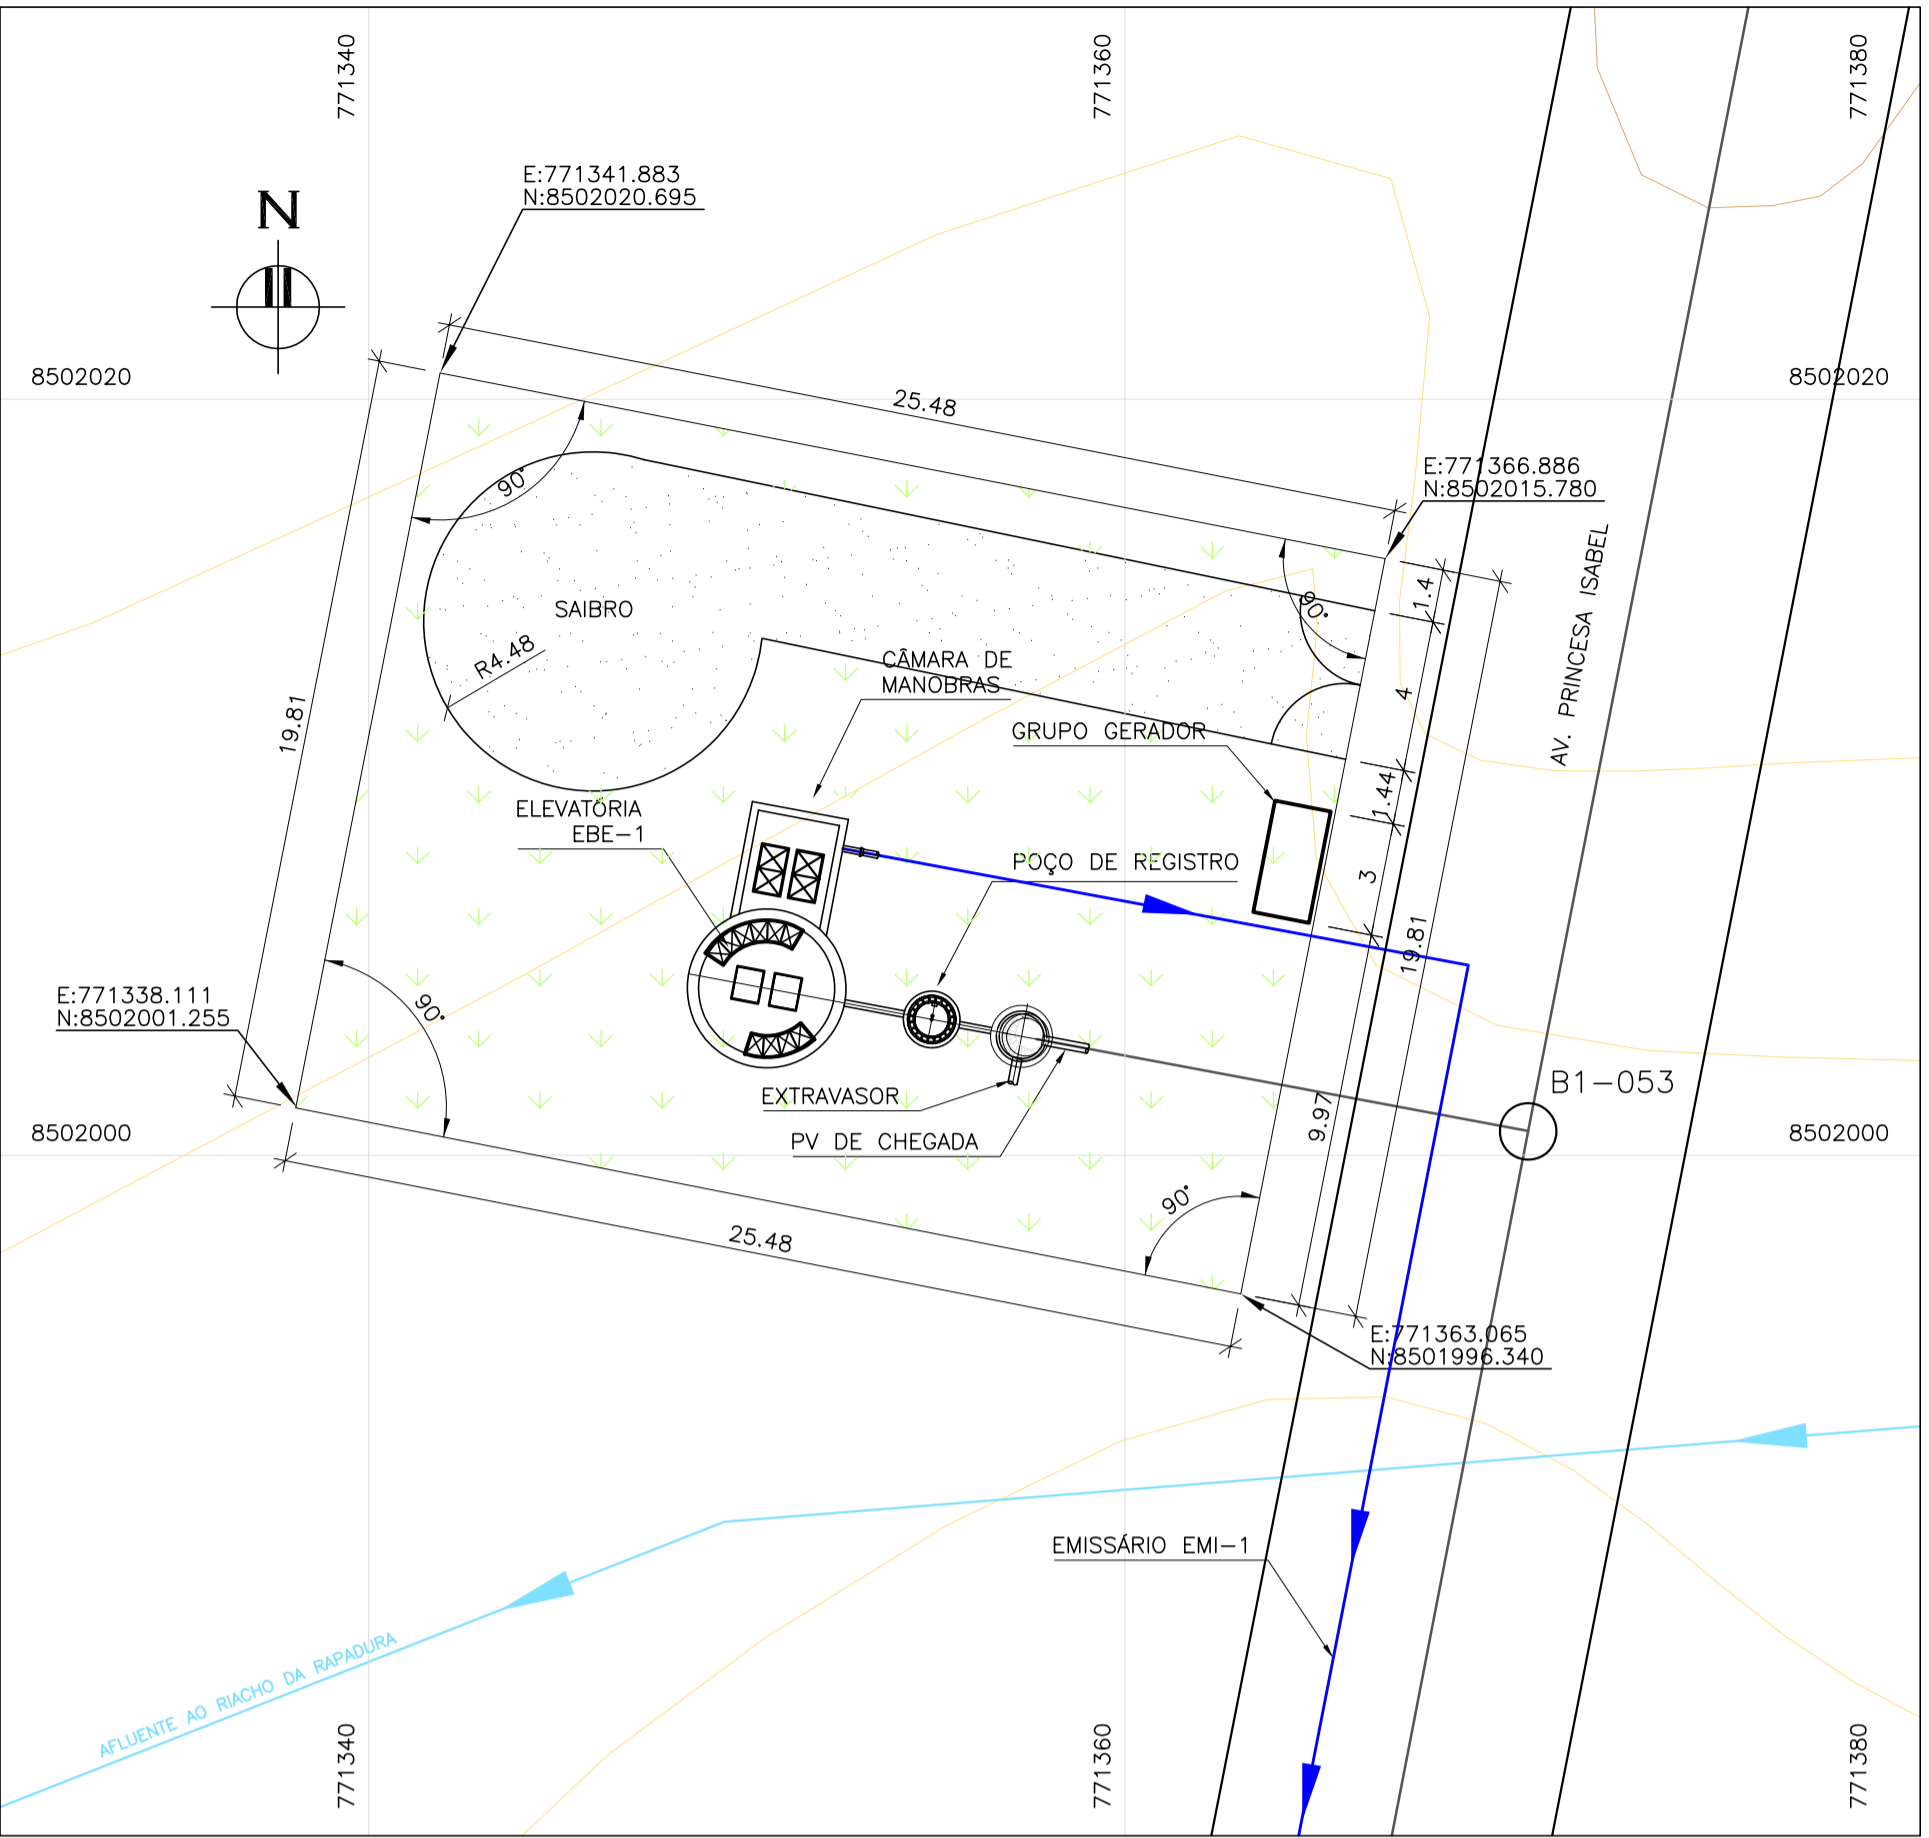 771340
771360
771380
E:771341.883
N:8502020.695
N
8502020
8502020
25.48
E:771366.886
N:8502015.780
90°
SAIBRO
R4.48
90°
1.4
AV. PRINCESA ISABEL
CÂMARA DE
MANOBRAS
4
19.81
GRUPO GERADOR
1.44
ELEVATÓRIA
EBE-1
POÇO DE REGISTRO
3
19.81
E:771338.111
N:8502001.255
90°
B1-053
EXTRAVASOR
9.97
PV DE CHEGADA
8502000
8502000
90°
25.48
E:771363.065
N:8501996.340
EMISSÁRIO EMI-1
AFLUENTE AO RIACHO DA RAPADURA
771340
771360
771380